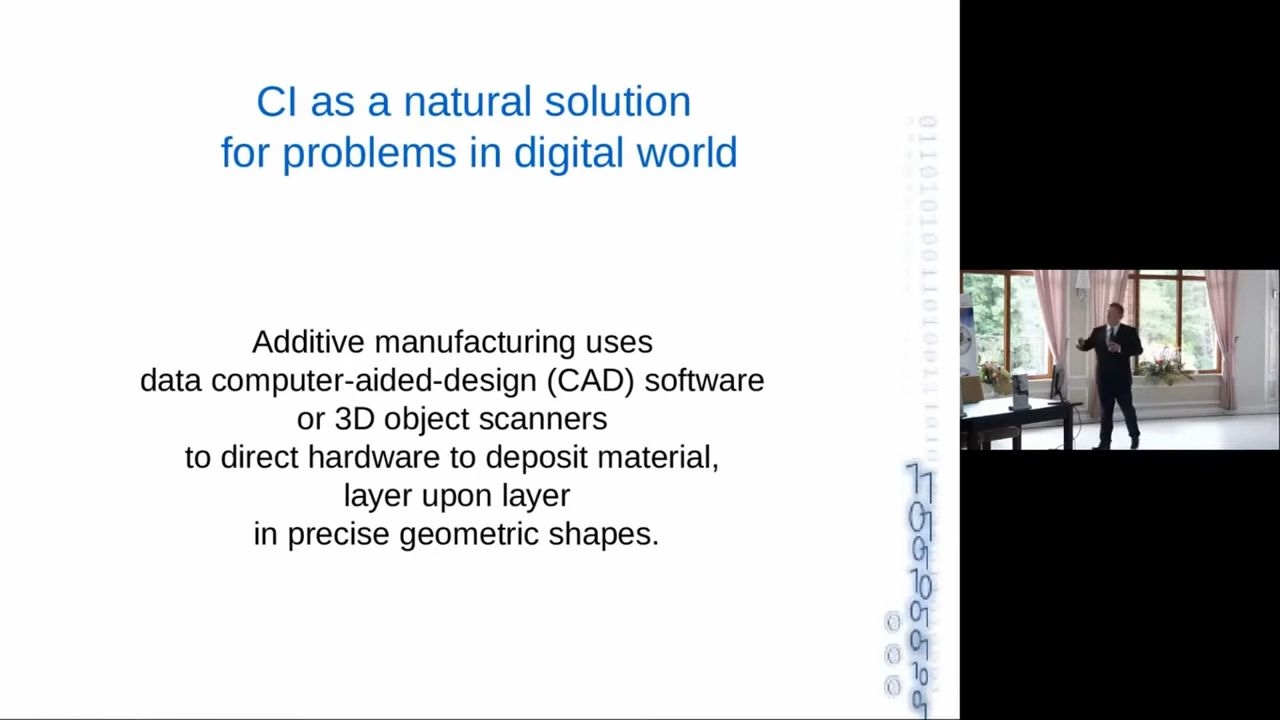 CI as a natural solution
for problems in digital world
Additive manufacturing uses
data computer-aided-design (CAD) software
or 3D object scanners
to direct hardware to deposit material,
layer upon layer
in precise geometric shapes.